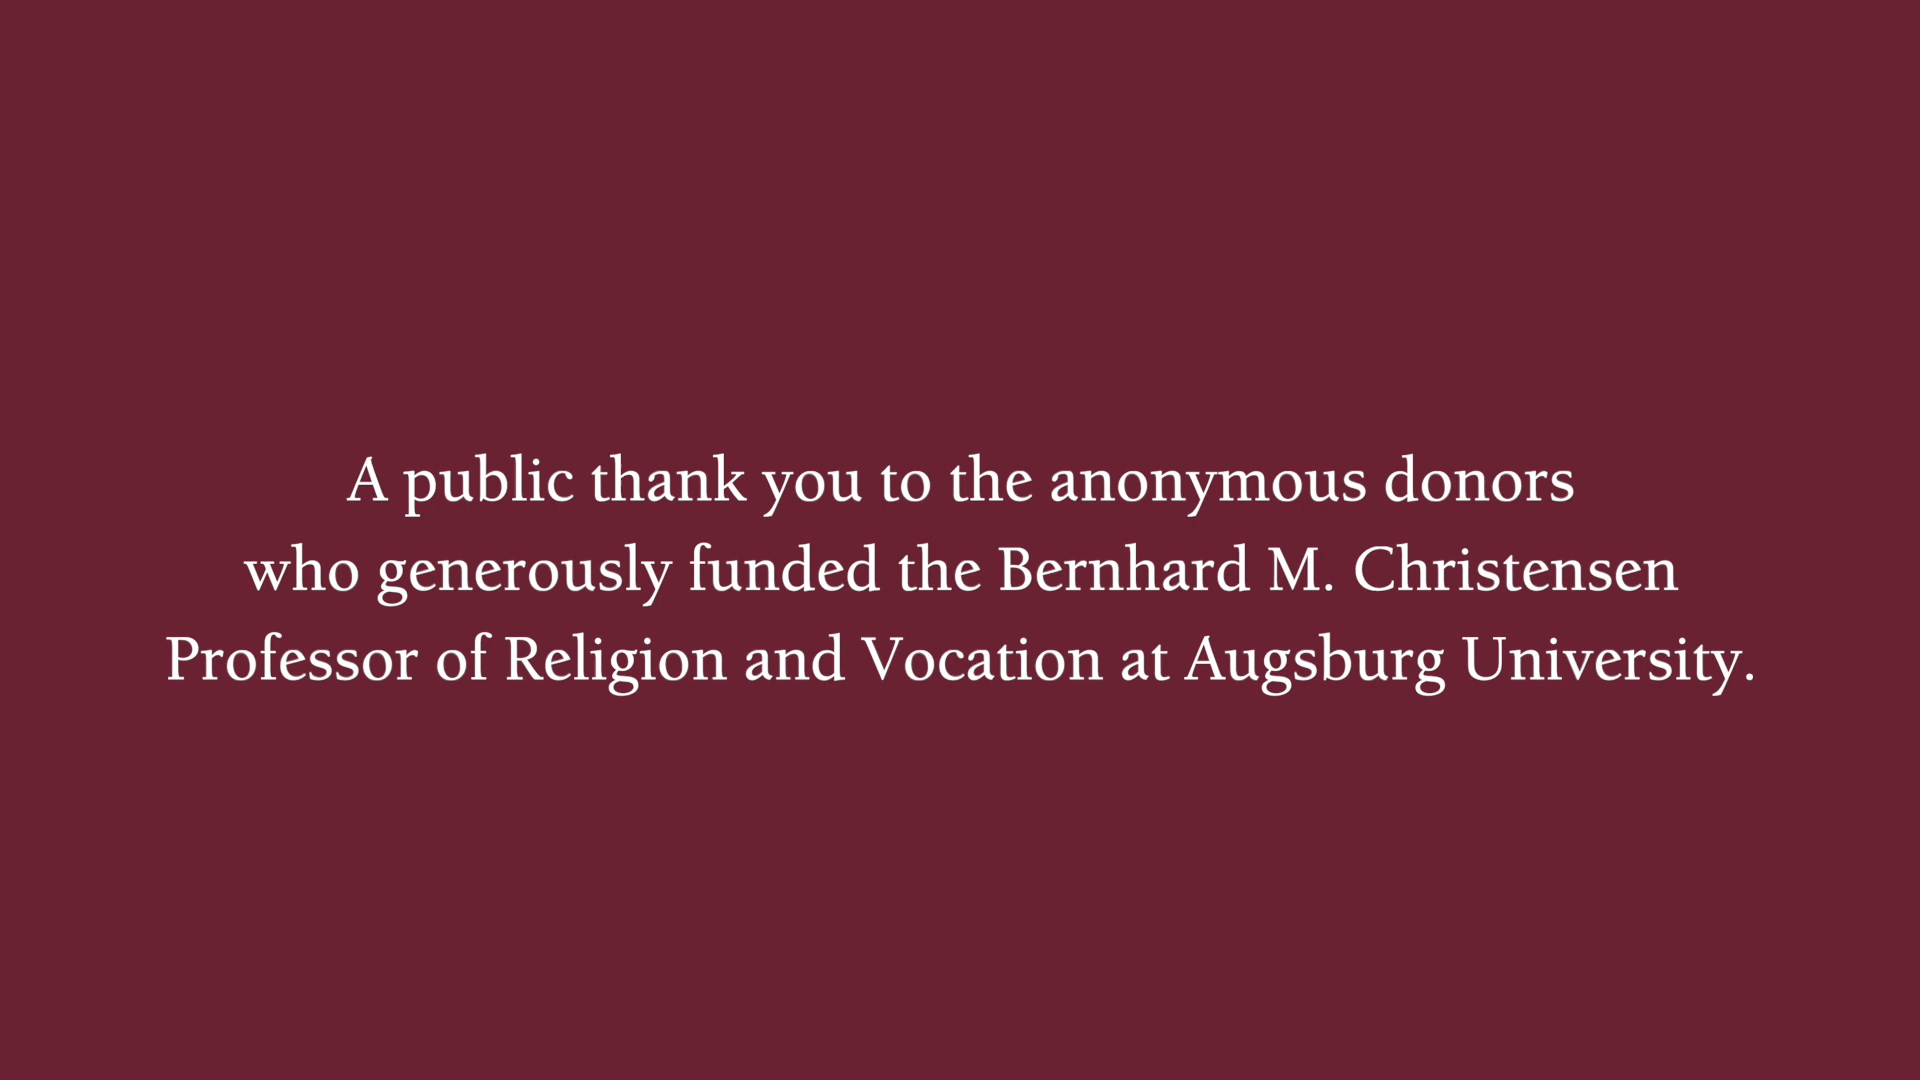 A public thank you to the anonymous donors
who generously funded the Bernhard M. Christensen
Professor of Religion and Vocation at Augsburg University.